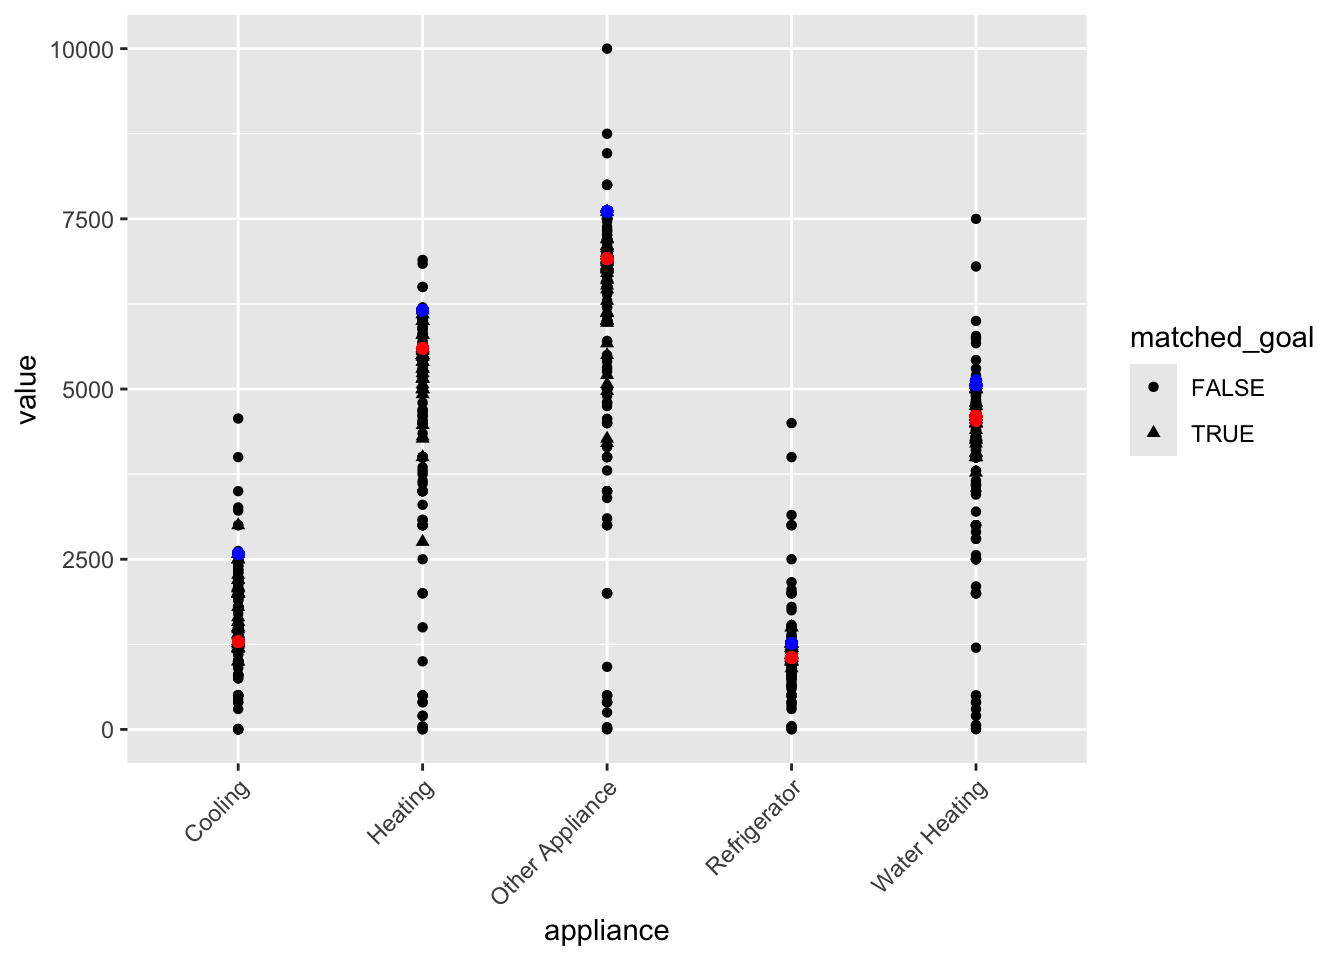 10000
7500
5000
2500
0
value
Cooling
Heating
Other Appliance
Refrigerator
Water Heating
appliance
matched_goal
FALSE
TRUE